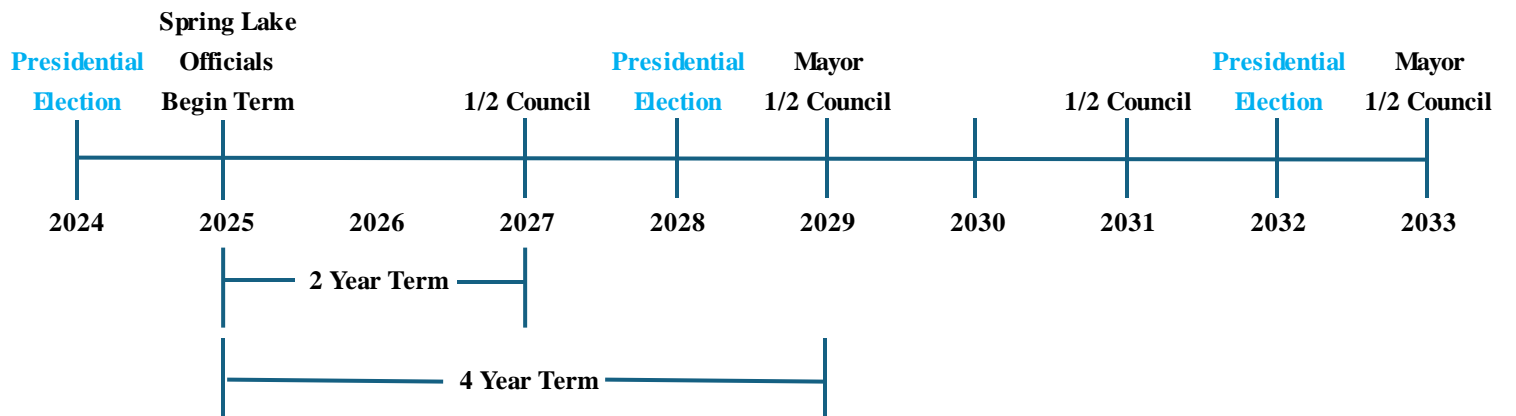 Spring Lake
Presidential Officials Presidential Mayor Presidential Mayor
Election Begin Term 1/2 Council Election 1/2 Council 1/2 Council Election 1/2 Council
2024 2025 2026 2027 2028 2029 2030 2031 2032 2033
2 Year Term
4 Year Term